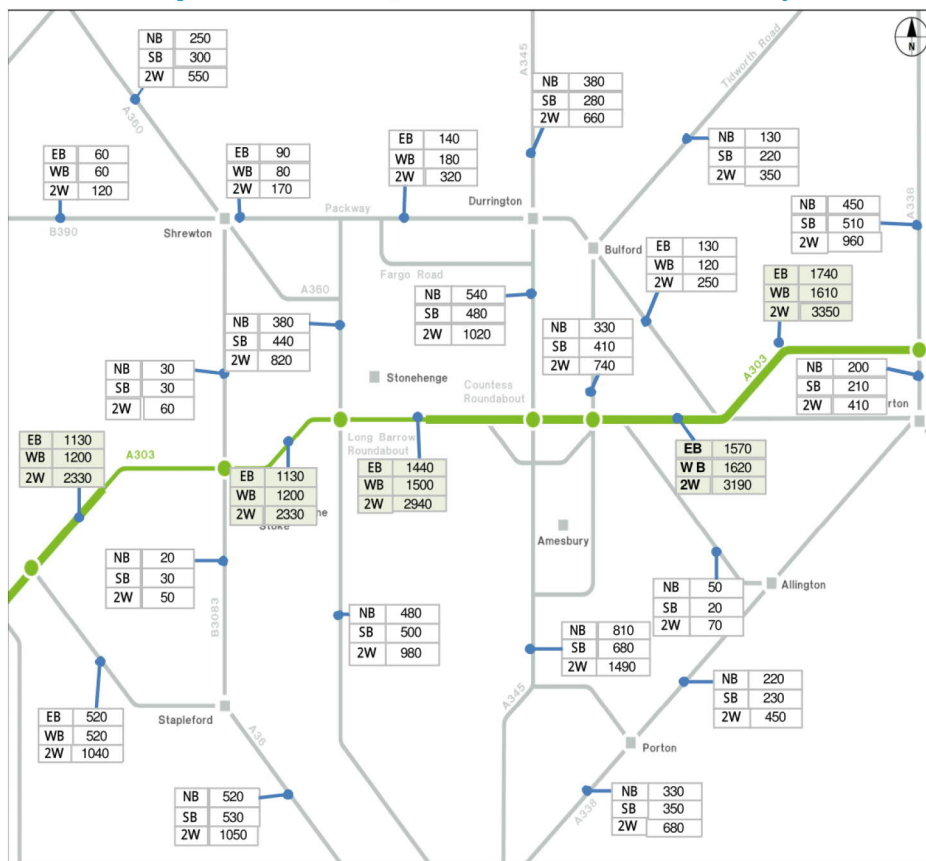 N
NB 250
SB 300
2W 550
A360
A345
NB 380
SB 280
2W 660
Tidworth Road
NB 130
SB 220
2W 350
A338
EB 60
WB 60
2W 120
B390
EB 90
WB 80
2W 170
Shrewton
Packway
EB 140
WB 180
2W 320
Durrington
Bulford
NB 450
SB 510
2W 960
EB 130
WB 120
2W 250
EB 1740
WB 1610
2W 3350
Fargo Road
A360
NB 540
SB 480
2W 1020
NB 380
SB 440
2W 820
NB 330
SB 410
2W 740
NB 30
SB 30
2W 60
Stonehenge
Countess
Roundabout
A303
NB 200
SB 210
2W 410
rton
EB 1130
WB 1200
2W 2330
A303
Long Barrow
Roundabout
EB 1130
WB 1200
2W 2330
ne
Stoke
EB 1440
WB 1500
2W 2940
EB 1570
WB 1620
2W 3190
Amesbury
NB 20
SB 30
2W 50
B3083
Allington
NB 50
SB 20
2W 70
NB 480
SB 500
2W 980
NB 810
SB 680
2W 1490
NB 220
SB 230
2W 450
A345
EB 520
WB 520
2W 1040
Stapleford
A36
Porton
NB 520
SB 530
2W 1050
A338
NB 330
SB 350
2W 680